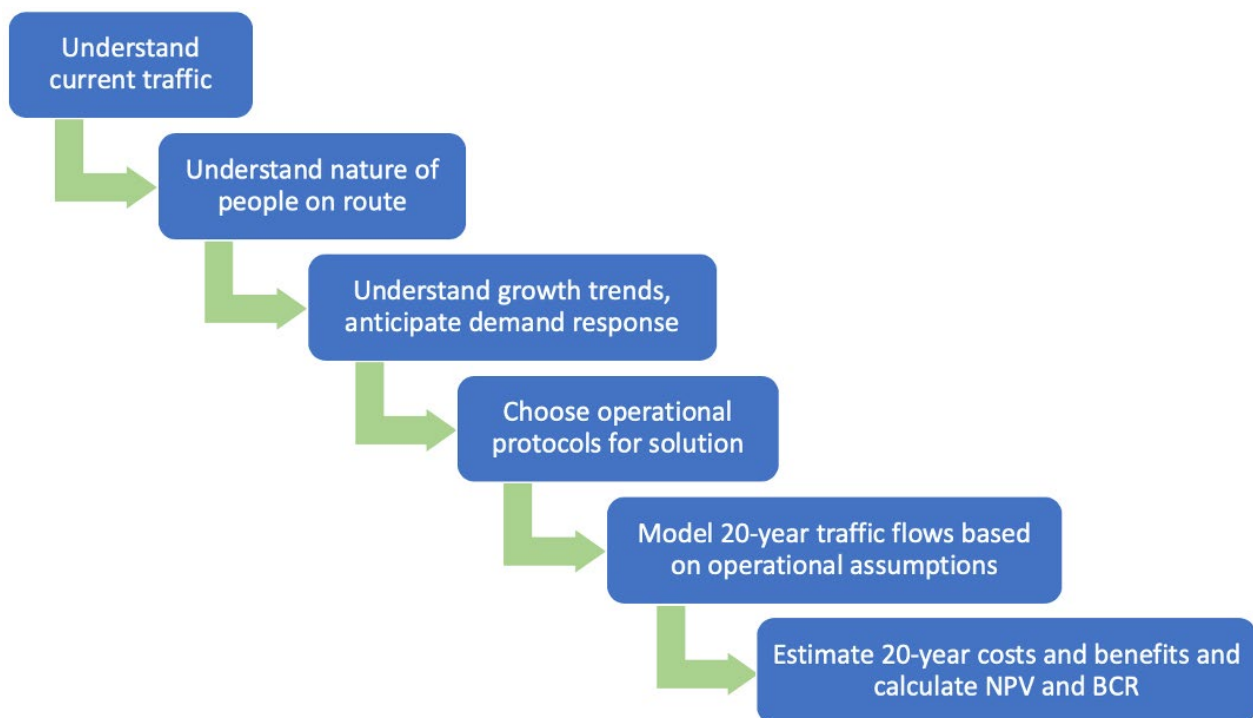 Understand
current traffic
Understand nature of
people on route
Understand growth trends,
anticipate demand response
Choose operational
protocols for solution
Model 20-year traffic flows based
on operational assumptions
Estimate 20-year costs and benefits and
calculate NPV and BCR